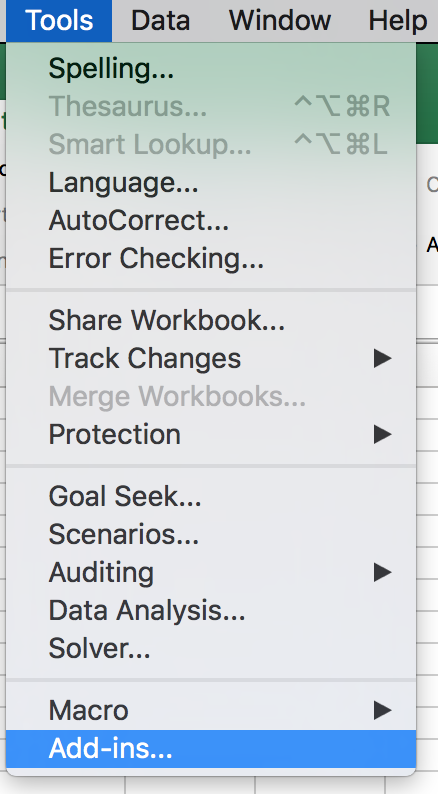 Tools Data Window Help
Spelling...
Thesaurus... ^⌥⌘R
Smart Lookup... ^⌥⌘L
Language...
AutoCorrect...
Error Checking...
Share Workbook...
Track Changes ▶
Merge Workbooks...
Protection ▶
Goal Seek...
Scenarios...
Auditing ▶
Data Analysis...
Solver...
Macro ▶
Add-ins...